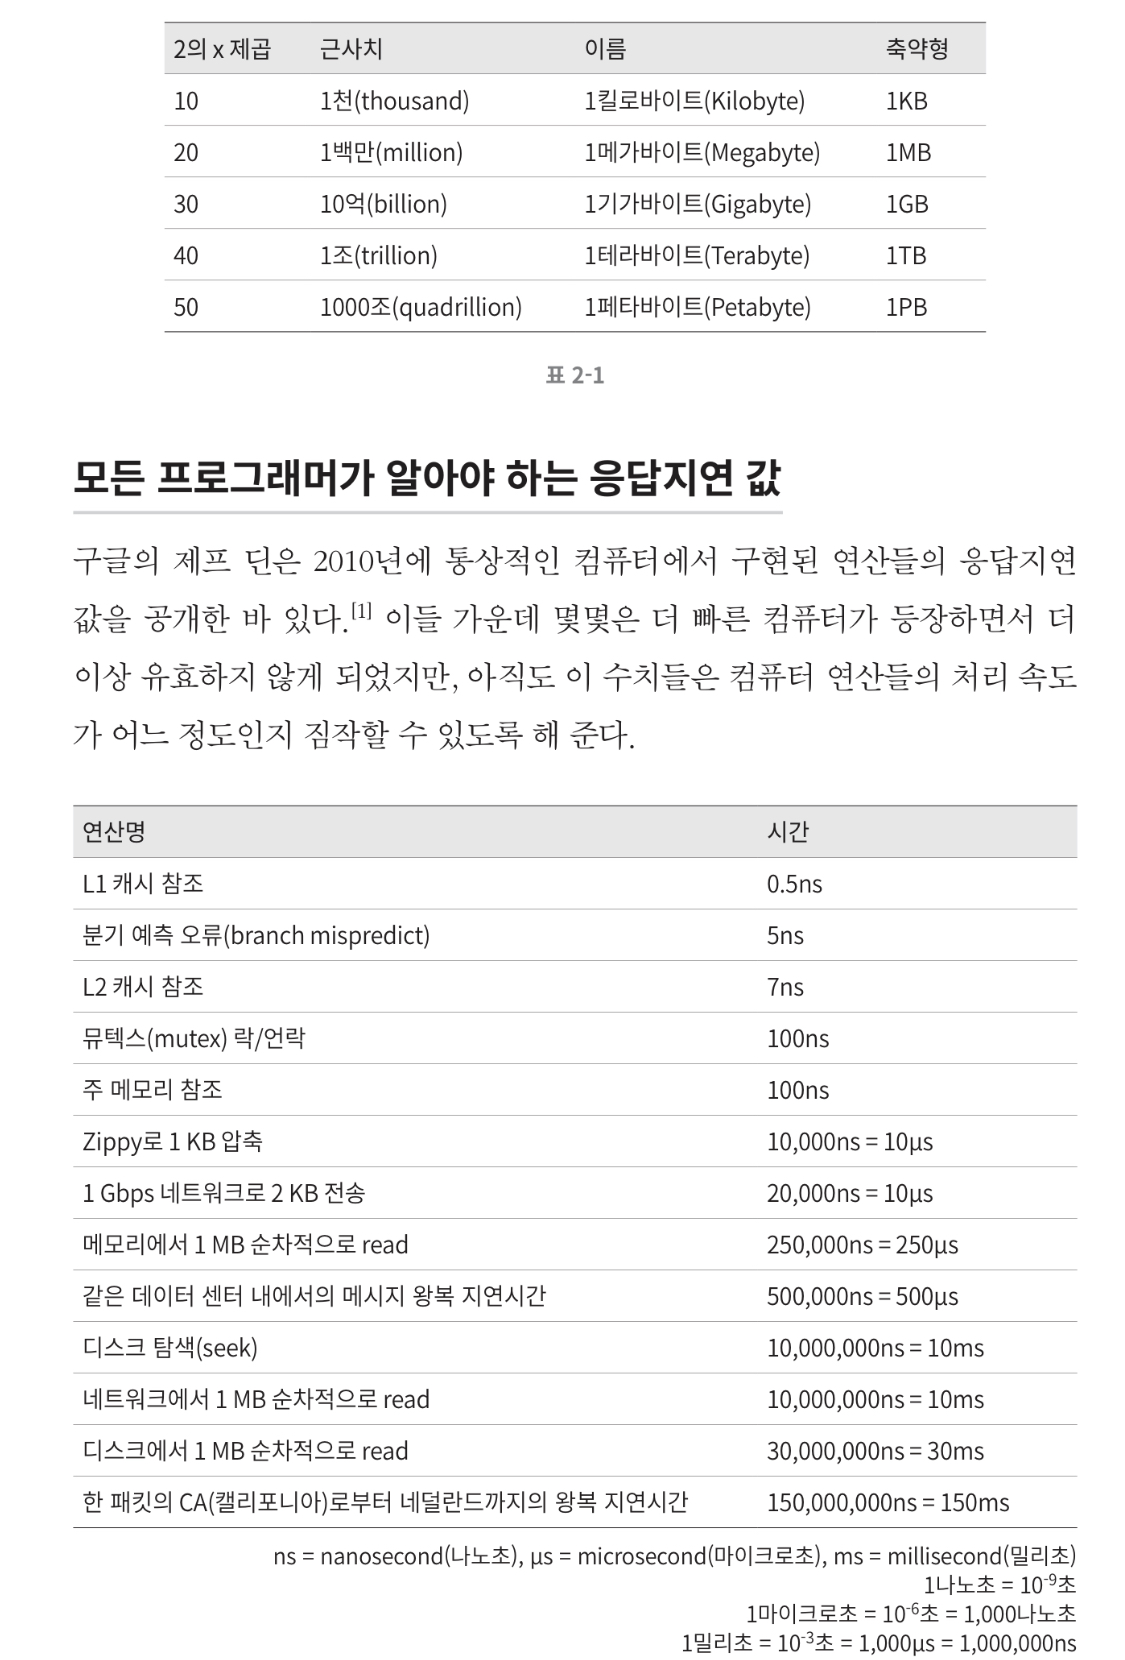 2의 x 제곱 근사치 이름 축약형
10 1천(thousand) 1킬로바이트(Kilobyte) 1KB
20 1백만(million) 1메가바이트(Megabyte) 1MB
30 10억(billion) 1기가바이트(Gigabyte) 1GB
40 1조(trillion) 1테라바이트(Terabyte) 1TB
50 1000조(quadrillion) 1페타바이트(Petabyte) 1PB
표 2-1
모든 프로그래머가 알아야 하는 응답지연 값
구글의 제프 딘은 2010년에 통상적인 컴퓨터에서 구현된 연산들의 응답지연
값을 공개한 바 있다.[1] 이들 가운데 몇몇은 더 빠른 컴퓨터가 등장하면서 더
이상 유효하지 않게 되었지만, 아직도 이 수치들은 컴퓨터 연산들의 처리 속도
가 어느 정도인지 짐작할 수 있도록 해 준다.
연산명 시간
L1 캐시 참조 0.5ns
분기 예측 오류(branch mispredict) 5ns
L2 캐시 참조 7ns
뮤텍스(mutex) 락/언락 100ns
주 메모리 참조 100ns
Zippy로 1 KB 압축 10,000ns = 10μs
1 Gbps 네트워크로 2 KB 전송 20,000ns = 10μs
메모리에서 1 MB 순차적으로 read 250,000ns = 250μs
같은 데이터 센터 내에서의 메시지 왕복 지연시간 500,000ns = 500μs
디스크 탐색(seek) 10,000,000ns = 10ms
네트워크에서 1 MB 순차적으로 read 10,000,000ns = 10ms
디스크에서 1 MB 순차적으로 read 30,000,000ns = 30ms
한 패킷의 CA(캘리포니아)로부터 네덜란드까지의 왕복 지연시간 150,000,000ns = 150ms
ns = nanosecond(나노초), μs = microsecond(마이크로초), ms = millisecond(밀리초)
1나노초 = 10-9초
1마이크로초 = 10-6초 = 1,000나노초
1밀리초 = 10-3초 = 1,000μs = 1,000,000ns